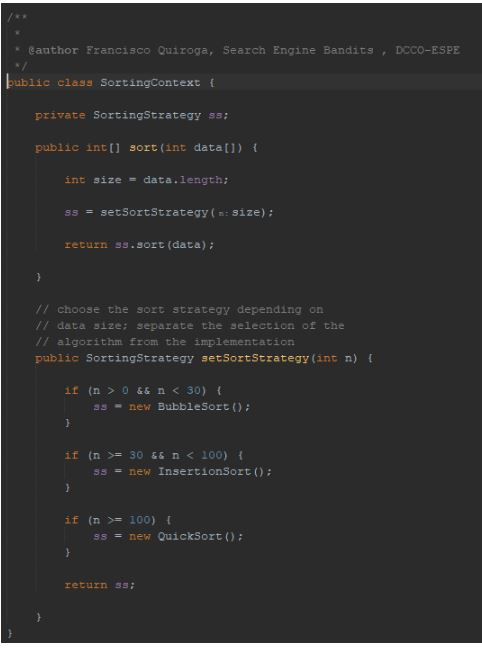 /**
 *
 * @author Francisco Quiroga, Search Engine Bandits , DCCO-ESPE
 */
public class SortingContext {
    private SortingStrategy ss;
    public int[] sort(int data[]) {
        int size = data.length;
        ss = setSortStrategy( n: size);
        return ss.sort(data);
    }
    // choose the sort strategy depending on
    // data size; separate the selection of the
    // algorithm from the implementation
    public SortingStrategy setSortStrategy(int n) {
        if (n > 0 && n < 30) {
            ss = new BubbleSort();
        }
        if (n >= 30 && n < 100) {
            ss = new InsertionSort();
        }
        if (n >= 100) {
            ss = new QuickSort();
        }
        return ss;
    }
}